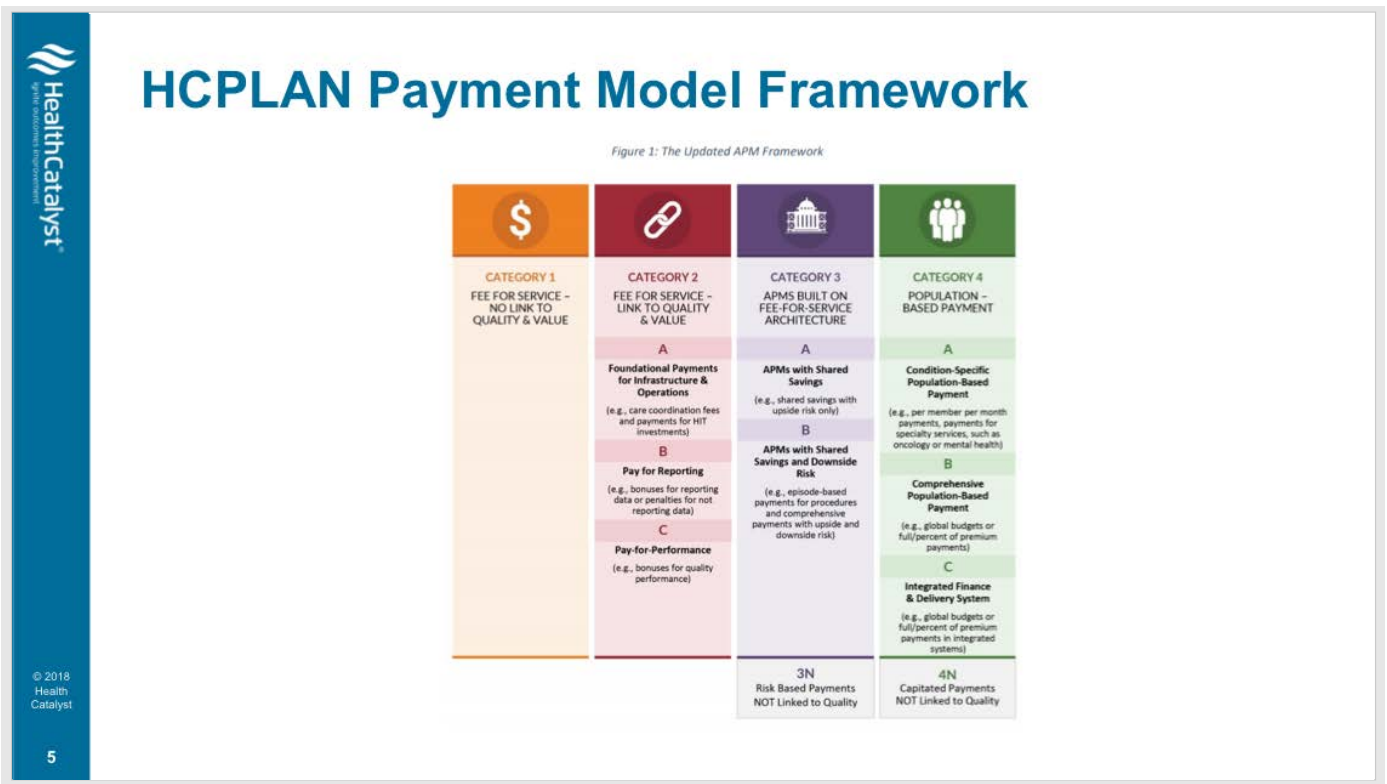 HealthCatalyst®
ignite outcomes improvement
HCPLAN Payment Model Framework
Figure 1: The Updated APM Framework
$
CATEGORY 1
FEE FOR SERVICE –
NO LINK TO
QUALITY & VALUE
CATEGORY 2
FEE FOR SERVICE –
LINK TO QUALITY
& VALUE
A
Foundational Payments
for Infrastructure &
Operations
(e.g., care coordination fees
and payments for HIT
investments)
B
Pay for Reporting
(e.g., bonuses for reporting
data or penalties for not
reporting data)
C
Pay-for-Performance
(e.g., bonuses for quality
performance)
CATEGORY 3
APMS BUILT ON
FEE-FOR-SERVICE
ARCHITECTURE
A
APMs with Shared
Savings
(e.g., shared savings with
upside risk only)
B
APMs with Shared
Savings and Downside
Risk
(e.g., episode-based
payments for procedures
and comprehensive
payments with upside and
downside risk)
3N
Risk Based Payments
NOT Linked to Quality
CATEGORY 4
POPULATION –
BASED PAYMENT
A
Condition-Specific
Population-Based
Payment
(e.g., per member per month
payments, payments for
specialty services, such as
oncology or mental health)
B
Comprehensive
Population-Based
Payment
(e.g., global budgets or
full/percent of premium
payments)
C
Integrated Finance
& Delivery System
(e.g., global budgets or
full/percent of premium
payments in integrated
systems)
4N
Capitated Payments
NOT Linked to Quality
© 2018
Health
Catalyst
5